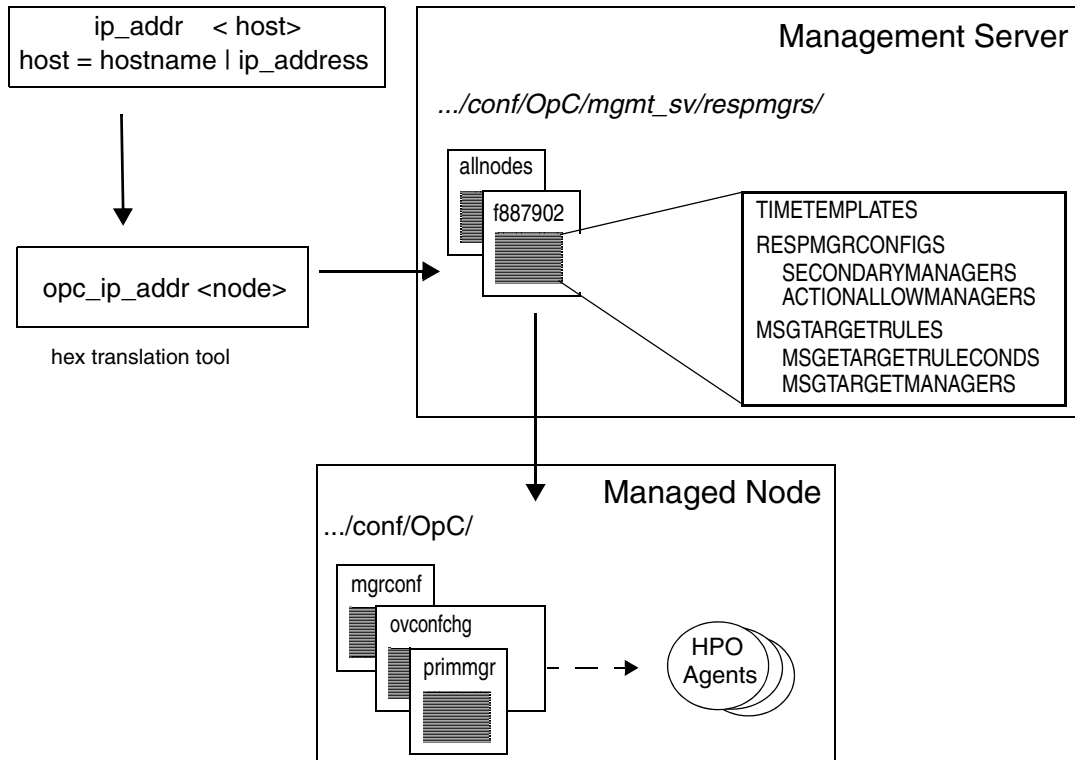 ip_addr < host>
host = hostname | ip_address
opc_ip_addr <node>
hex translation tool
Management Server
.../conf/OpC/mgmt_sv/respmgrs/
allnodes
f887902
TIMETEMPLATES
RESPMGRCONFIGS
SECONDARYMANAGERS
ACTIONALLOWMANAGERS
MSGTARGETRULES
MSGETARGETRULECONDS
MSGTARGETMANAGERS
Managed Node
.../conf/OpC/
mgrconf
ovconfchg
primmgr
HPO
Agents